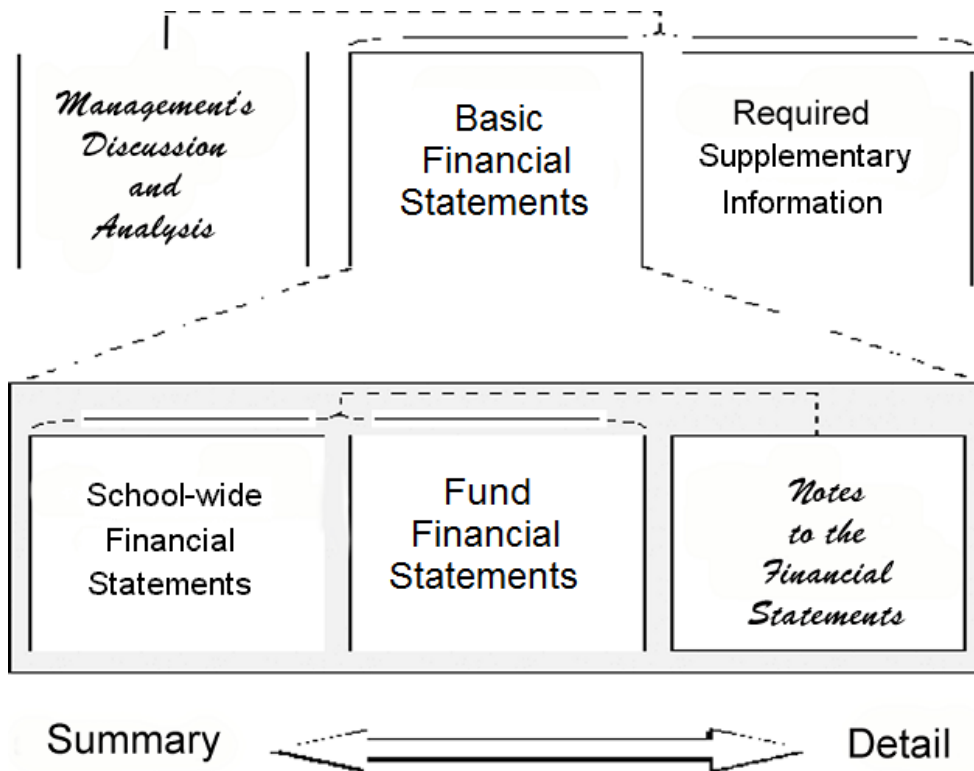 Management's
Discussion
and
Analysis
Basic
Financial
Statements
Required
Supplementary
Information
School-wide
Financial
Statements
Fund
Financial
Statements
Notes
to the
Financial
Statements
Summary
Detail